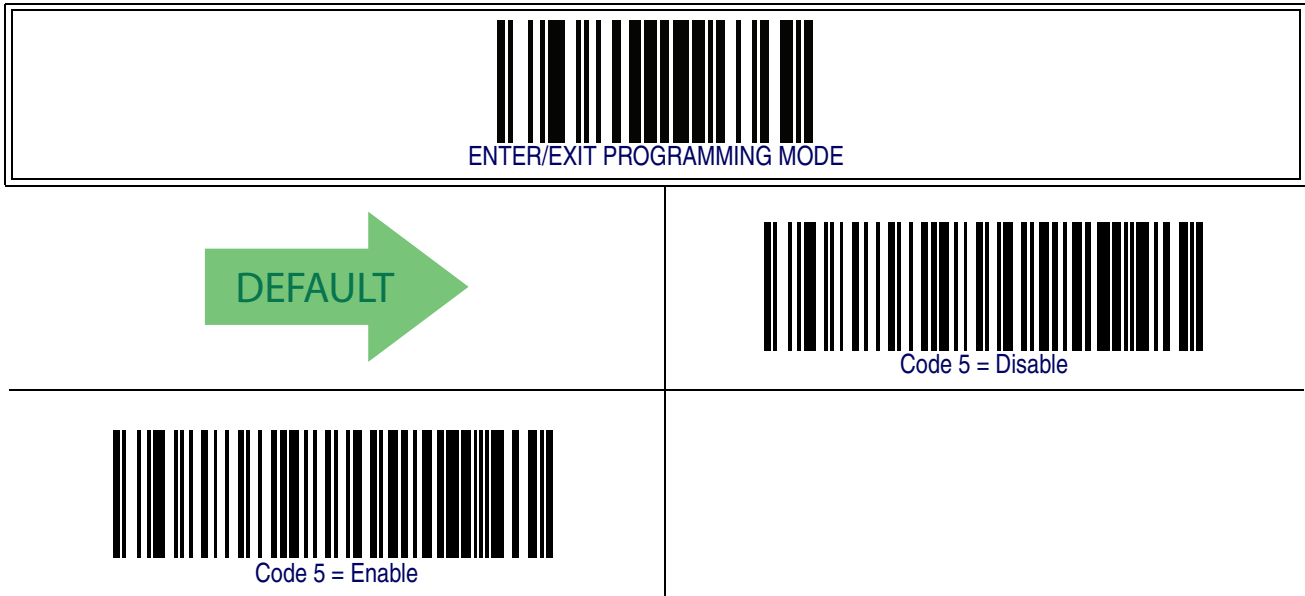 ENTER/EXIT PROGRAMMING MODE
DEFAULT
Code 5 = Disable
Code 5 = Enable